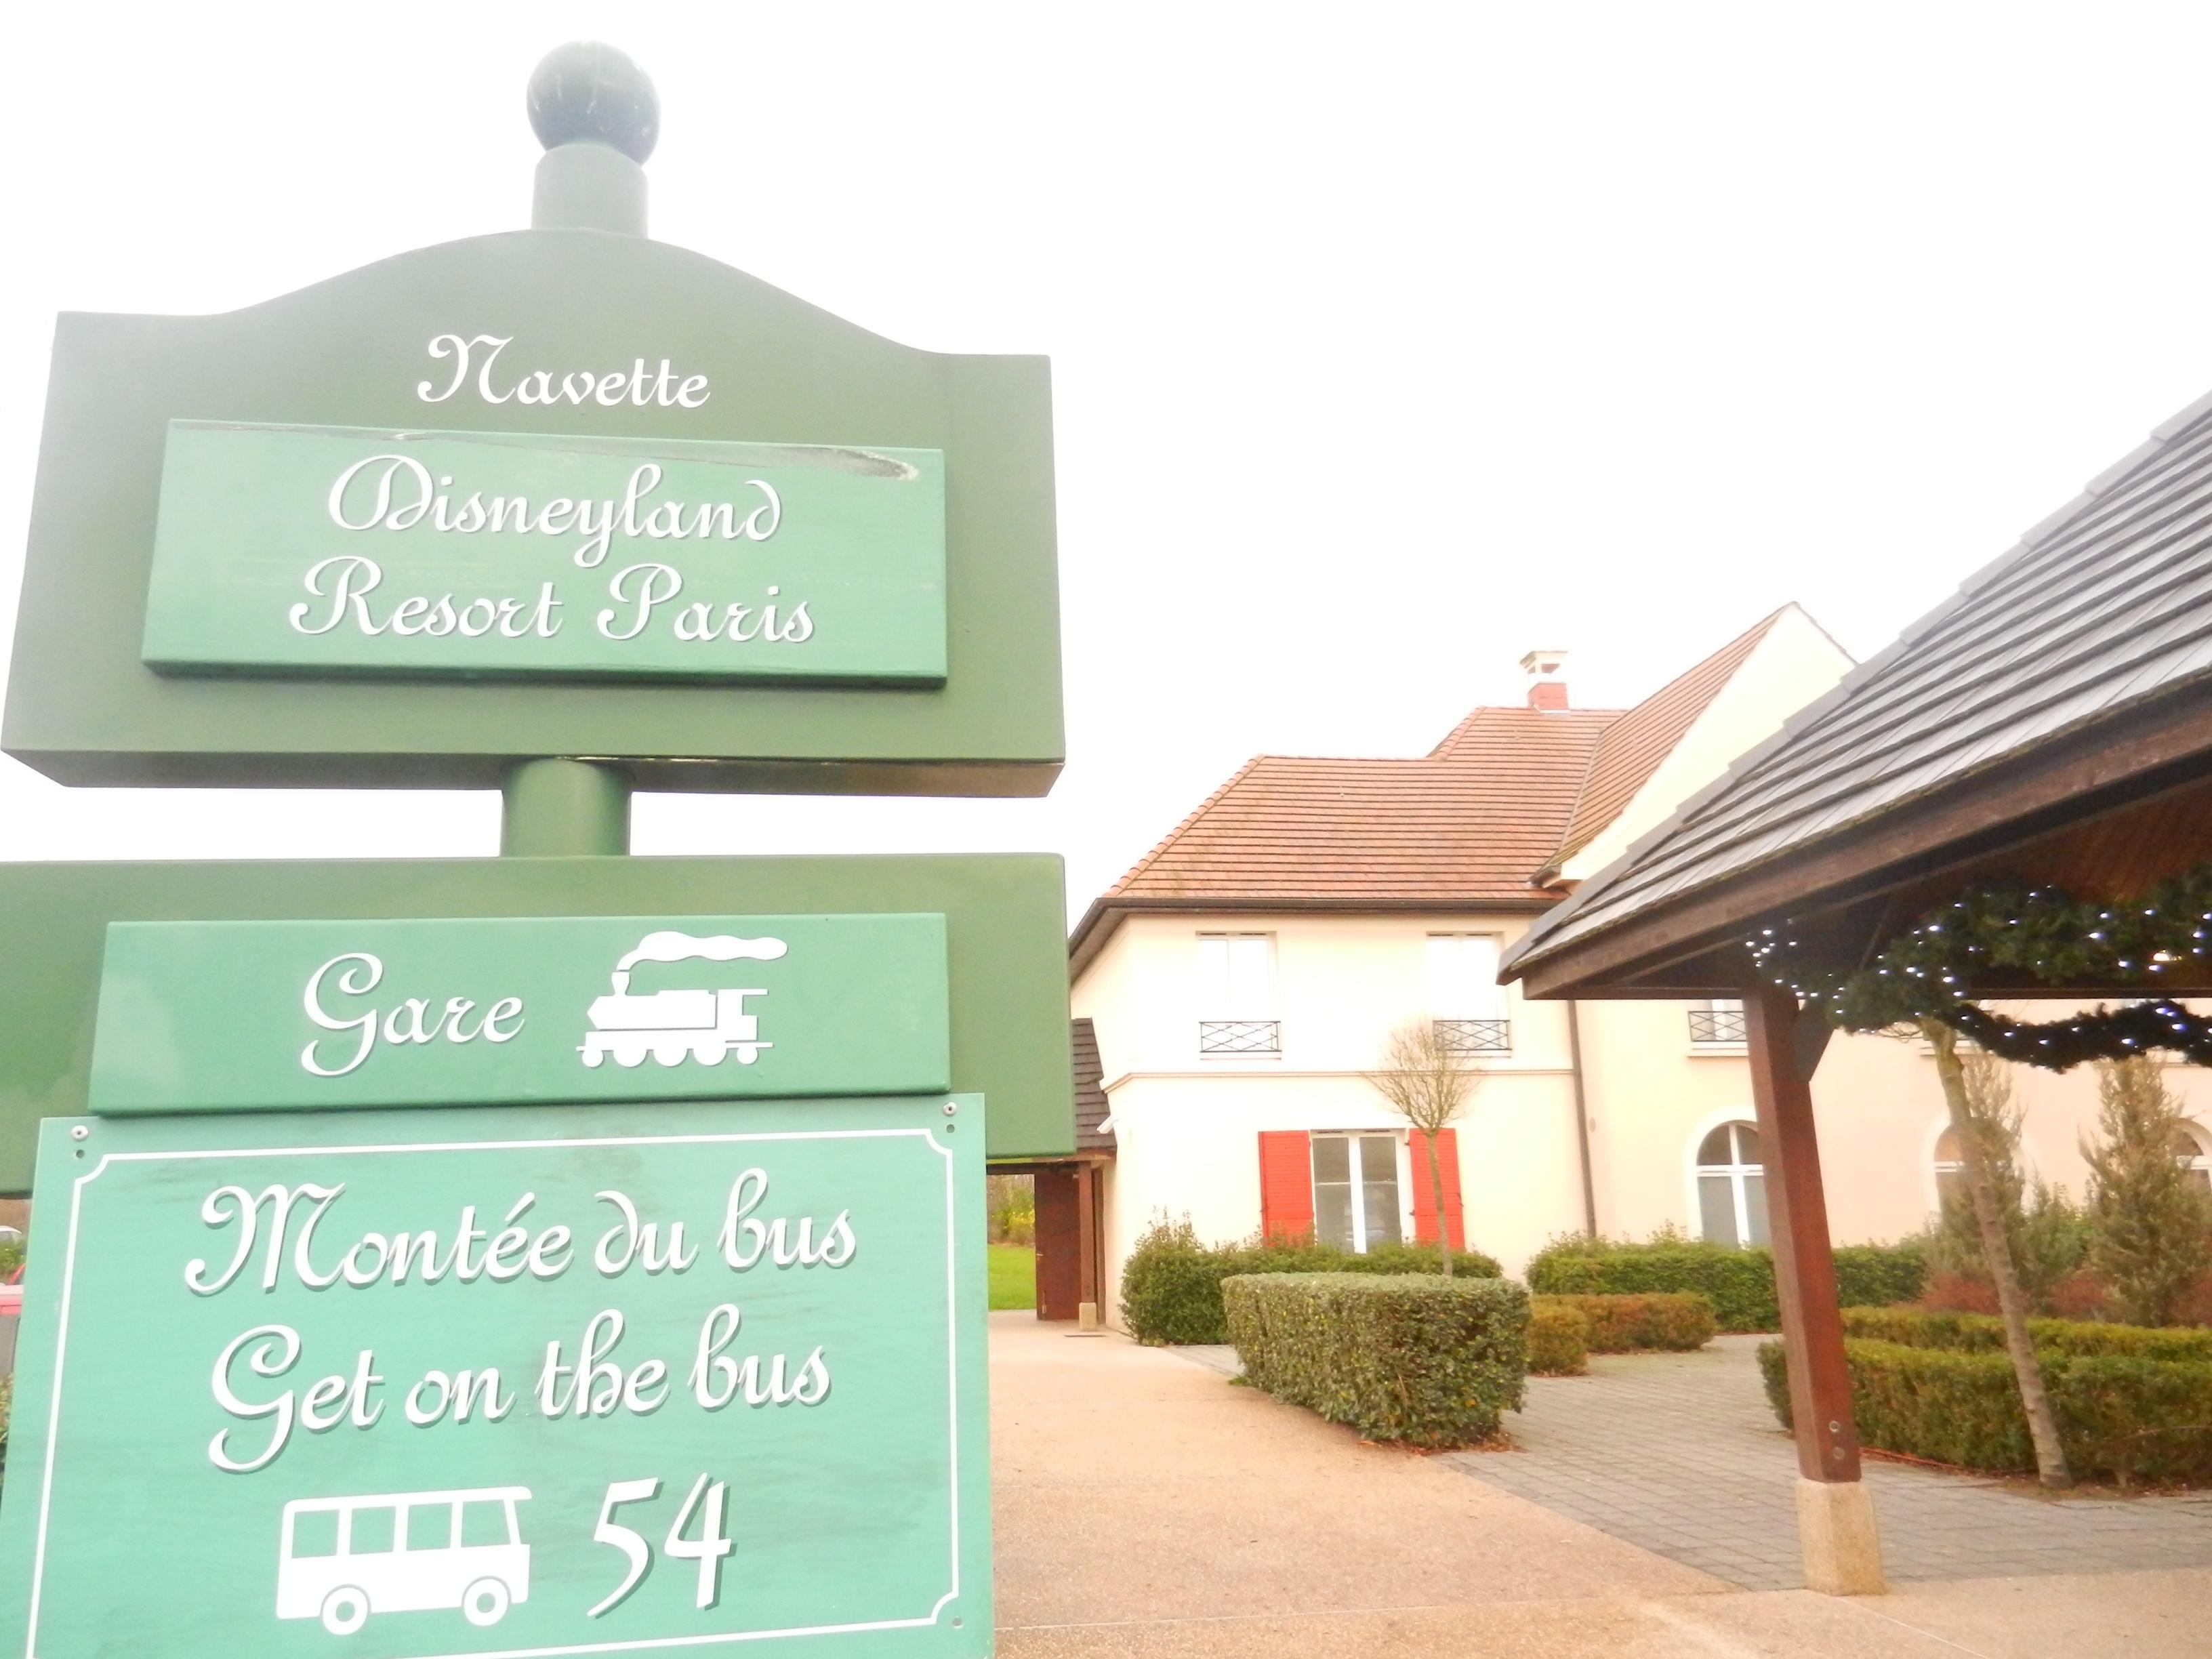 Navette
Disneyland
Resort Paris
Gare
Montée du bus
Get on the bus
54